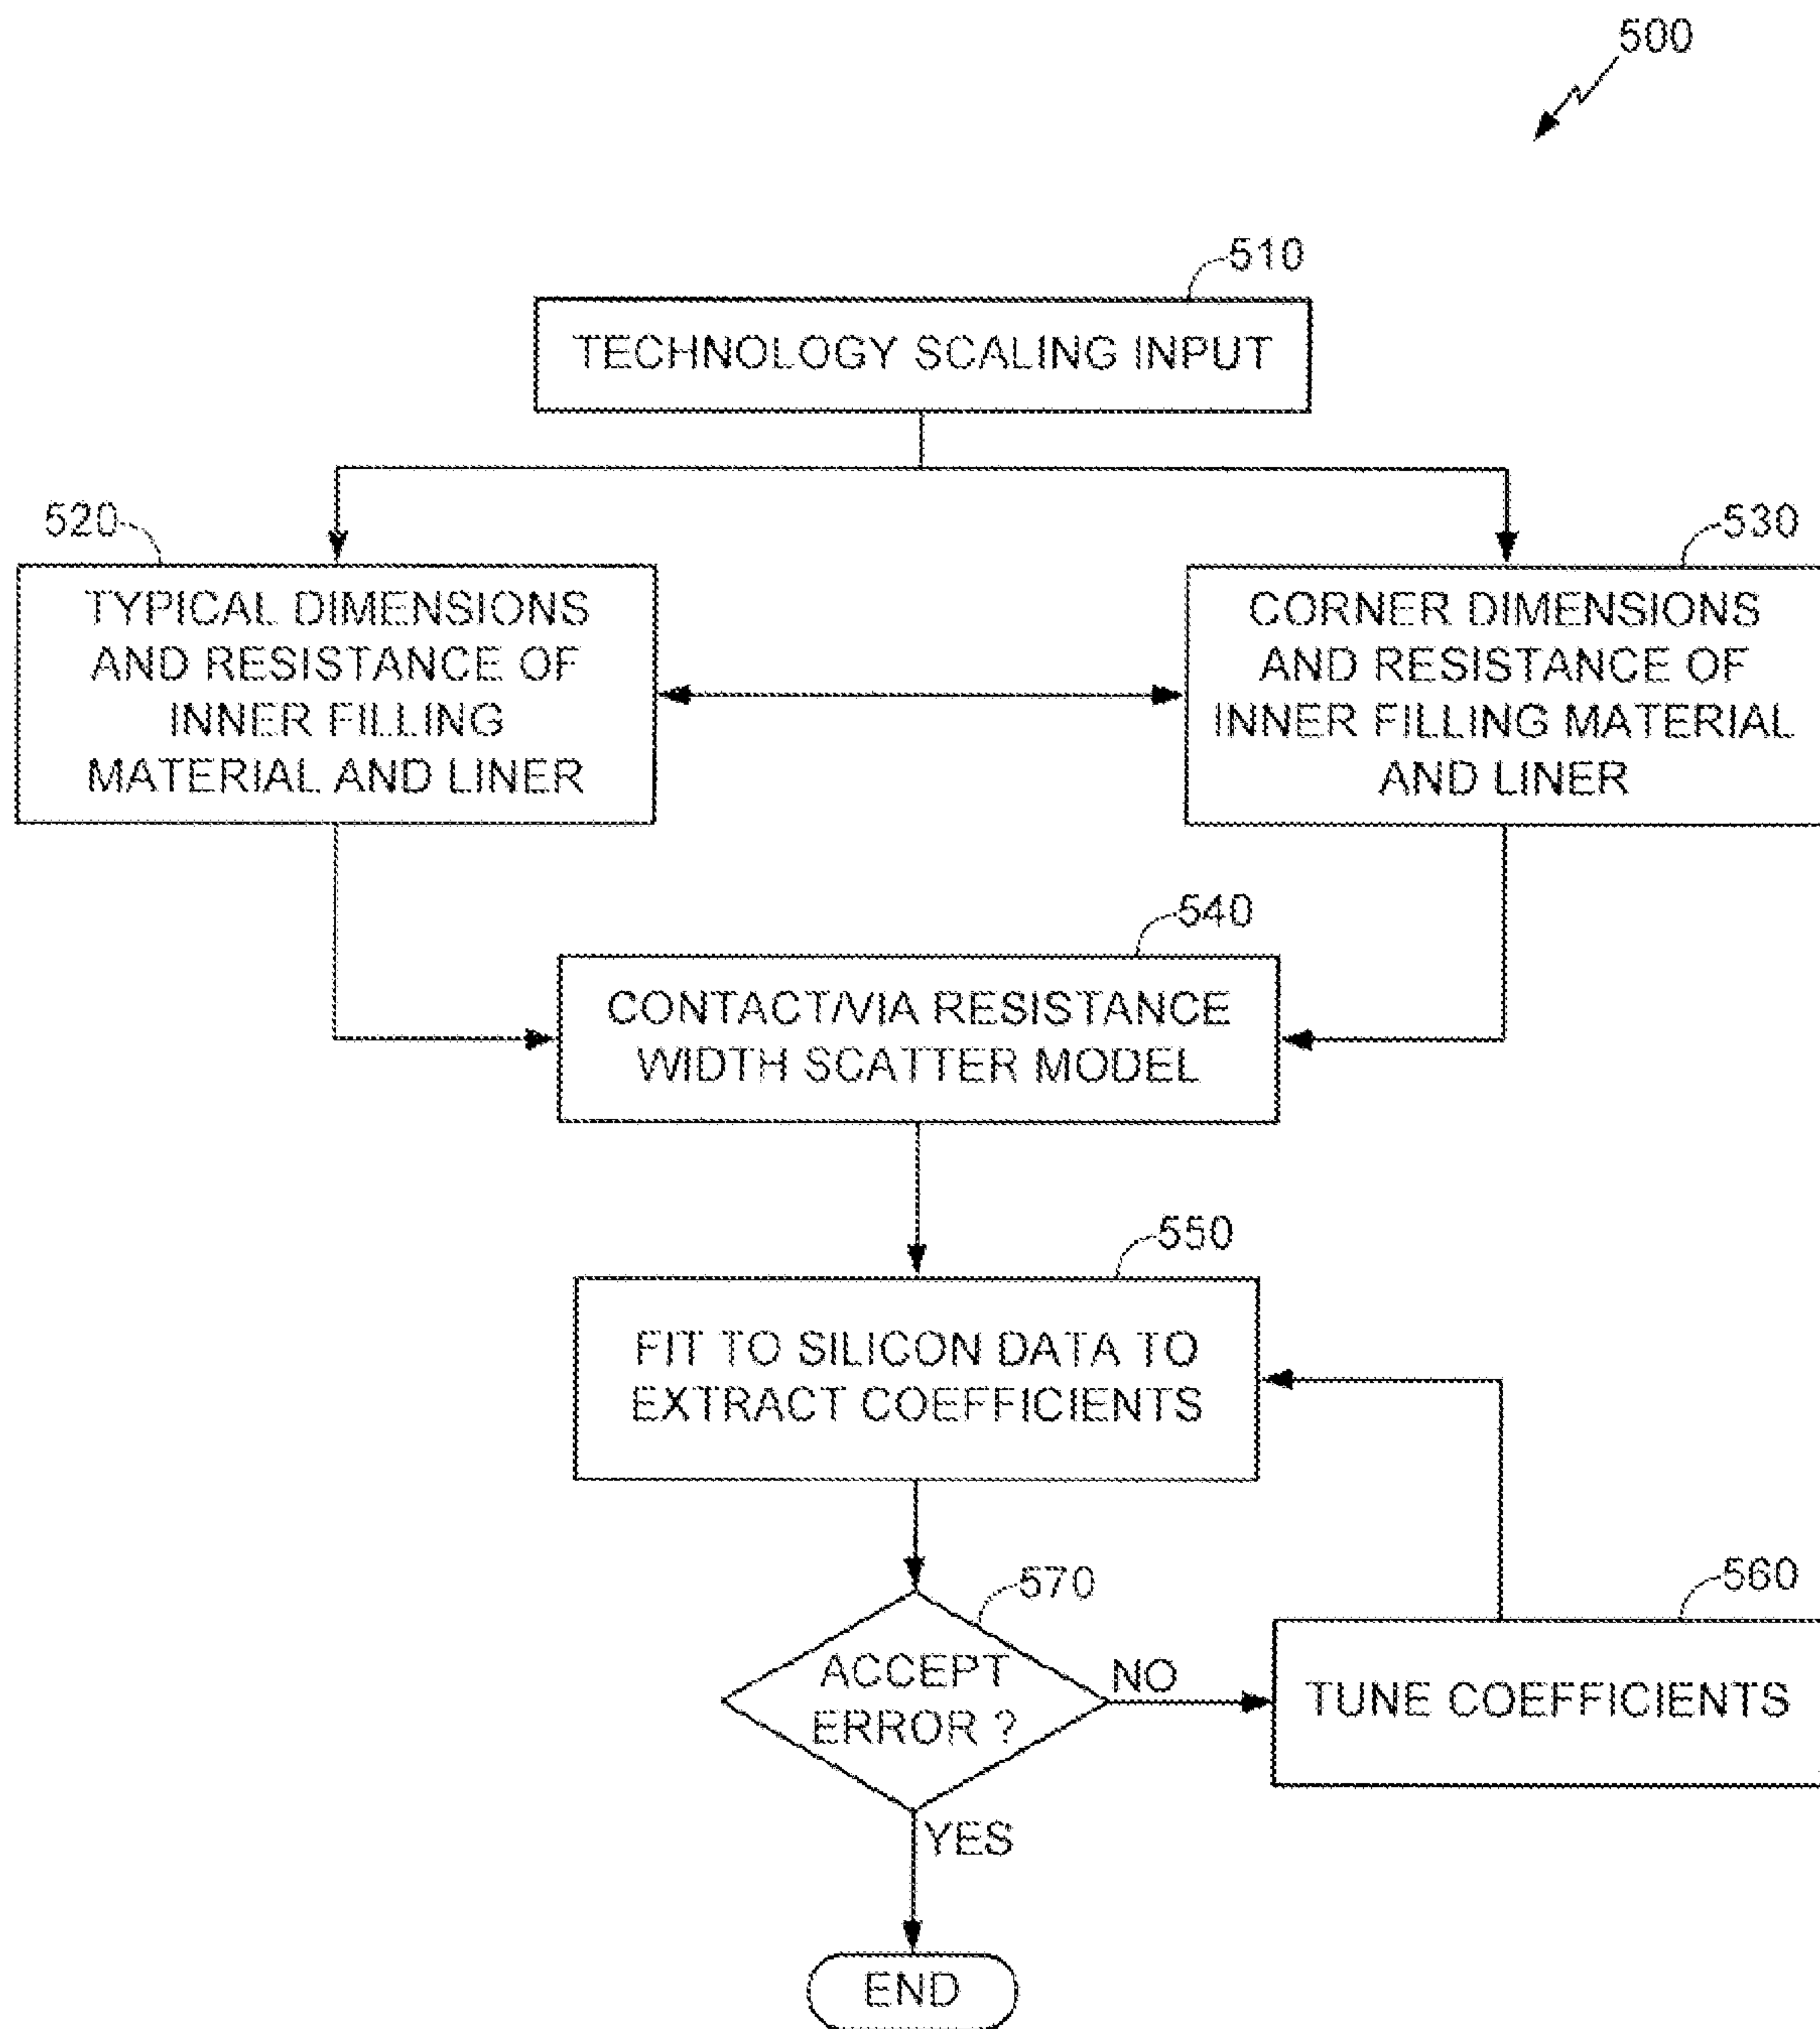 500
510
TECHNOLOGY SCALING INPUT
520
TYPICAL DIMENSIONS
AND RESISTANCE OF
INNER FILLING
MATERIAL AND LINER
530
CORNER DIMENSIONS
AND RESISTANCE OF
INNER FILLING MATERIAL
AND LINER
540
CONTACT/VIA RESISTANCE
WIDTH SCATTER MODEL
550
FIT TO SILICON DATA TO
EXTRACT COEFFICIENTS
570
ACCEPT
ERROR ?
NO
560
TUNE COEFFICIENTS
YES
END